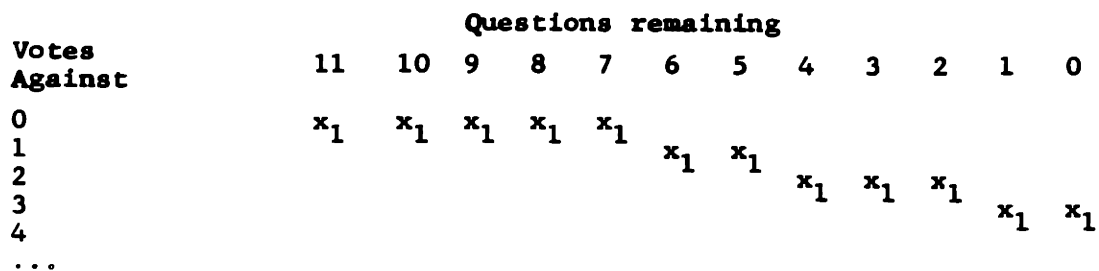 Questions remaining
Votes
Against 11 10 9 8 7 6 5 4 3 2 1 0
0 x1 x1 x1 x1 x1
1 x1 x1
2 x1 x1 x1
3 x1 x1
4
...